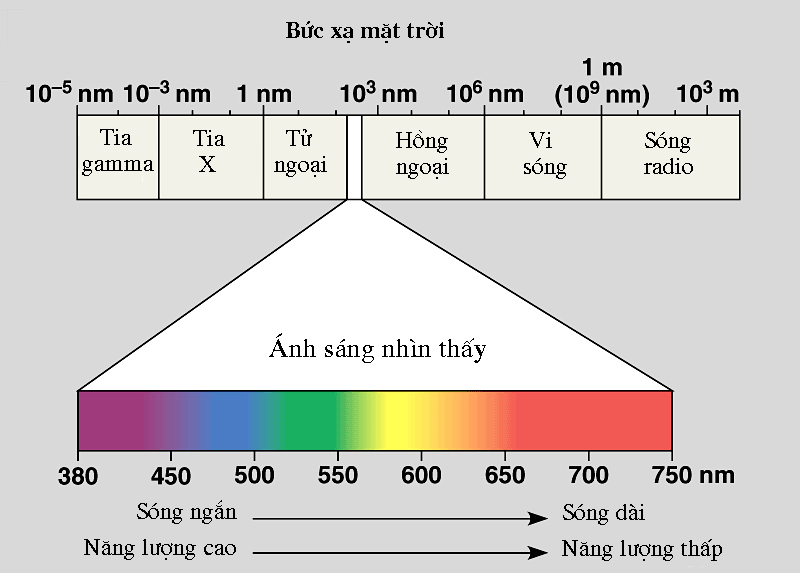 Bức xạ mặt trời
1 m
10⁻⁵ nm 10⁻³ nm 1 nm 10³ nm 10⁶ nm (10⁹ nm) 10³ m
Tia gamma
Tia X
Tử ngoại
Hồng ngoại
Vi sóng
Sóng radio
Ánh sáng nhìn thấy
380 450 500 550 600 650 700 750 nm
Sóng ngắn Sóng dài
Năng lượng cao Năng lượng thấp